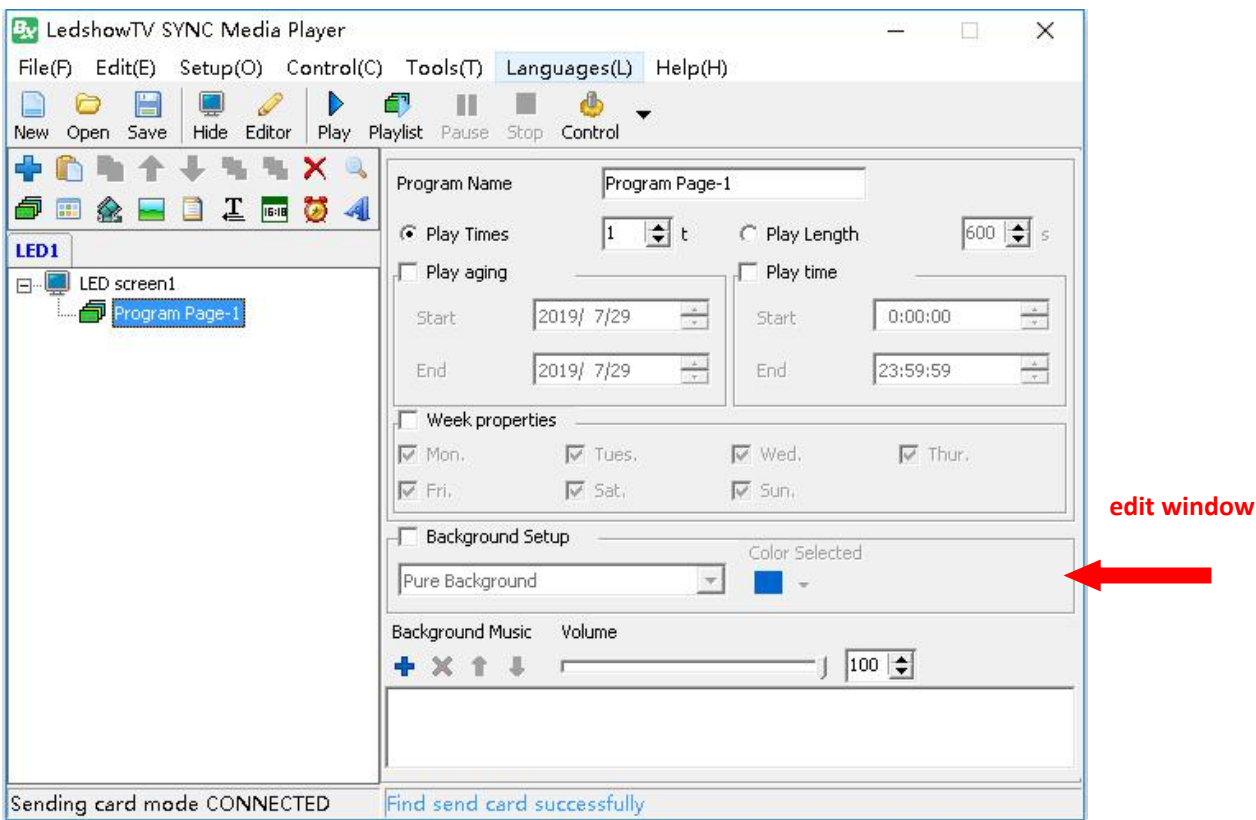 BX LedshowTV SYNC Media Player
File(F) Edit(E) Setup(O) Control(C) Tools(T) Languages(L) Help(H)
New Open Save Hide Editor Play Playlist Pause Stop Control
16:18
LED1
LED screen1
Program Page-1
Program Name Program Page-1
Play Times 1 t Play Length 600 s
Play aging Play time
Start 2019/ 7/29 Start 0:00:00
End 2019/ 7/29 End 23:59:59
Week properties
Mon. Tues. Wed. Thur.
Fri. Sat. Sun.
edit window
Background Setup
Color Selected
Pure Background
Background Music Volume
100
Sending card mode CONNECTED Find send card successfully